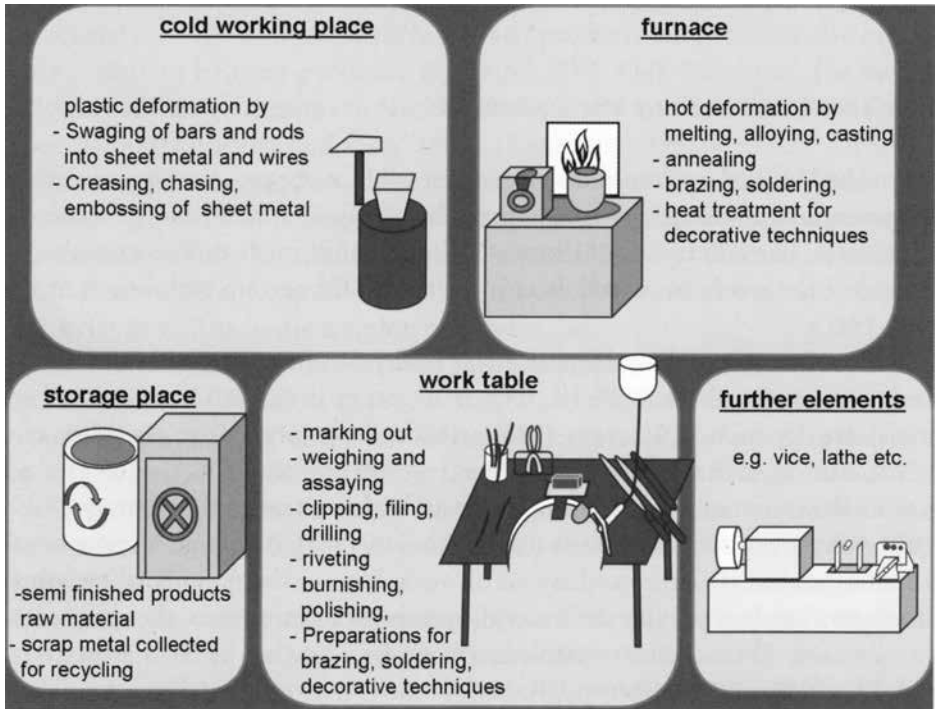 cold working place
plastic deformation by
- Swaging of bars and rods
into sheet metal and wires
- Creasing, chasing,
embossing of sheet metal
furnace
not deformation by
melting, alloying, casting
- annealing
- brazing, soldering,
heat treatment for
decorative techniques
storage place
-semi finished products
raw material
- scrap metal collected
for recycling
work table
- marking out
- weighing and
assaying
clipping, filing,
drilling
- riveting
- burnishing,
polishing,
- Preparations for
brazing, soldering,
decorative techniques
further elements
e.g. vice, lathe etc.